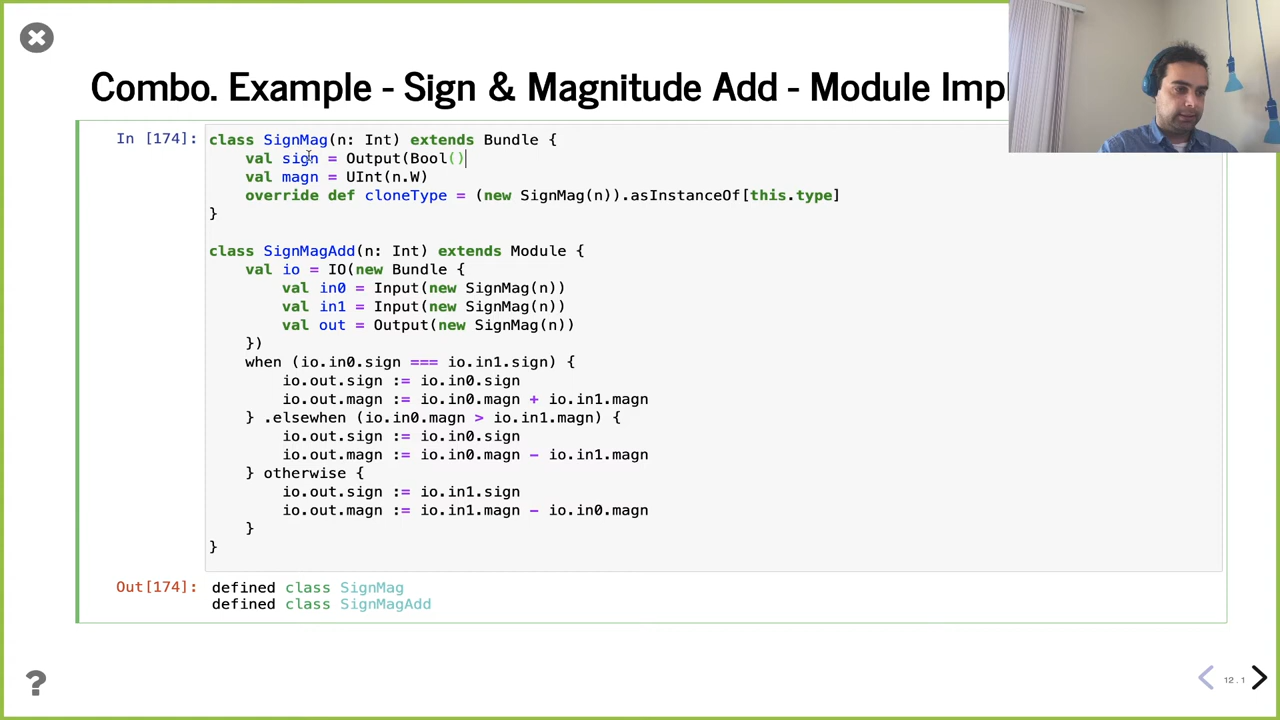 Combo. Example - Sign & Magnitude Add - Module Impl
In [174]:
class SignMag(n: Int) extends Bundle {
    val sign = Output(Bool()
    val magn = UInt(n.W)
    override def cloneType = (new SignMag(n)).asInstanceOf[this.type]
}
class SignMagAdd(n: Int) extends Module {
    val io = IO(new Bundle {
        val in0 = Input(new SignMag(n))
        val in1 = Input(new SignMag(n))
        val out = Output(new SignMag(n))
    })
    when (io.in0.sign === io.in1.sign) {
        io.out.sign := io.in0.sign
        io.out.magn := io.in0.magn + io.in1.magn
    } .elsewhen (io.in0.magn > io.in1.magn) {
        io.out.sign := io.in0.sign
        io.out.magn := io.in0.magn - io.in1.magn
    } otherwise {
        io.out.sign := io.in1.sign
        io.out.magn := io.in1.magn - io.in0.magn
    }
}
Out[174]:
defined class SignMag
defined class SignMagAdd
?
12.1